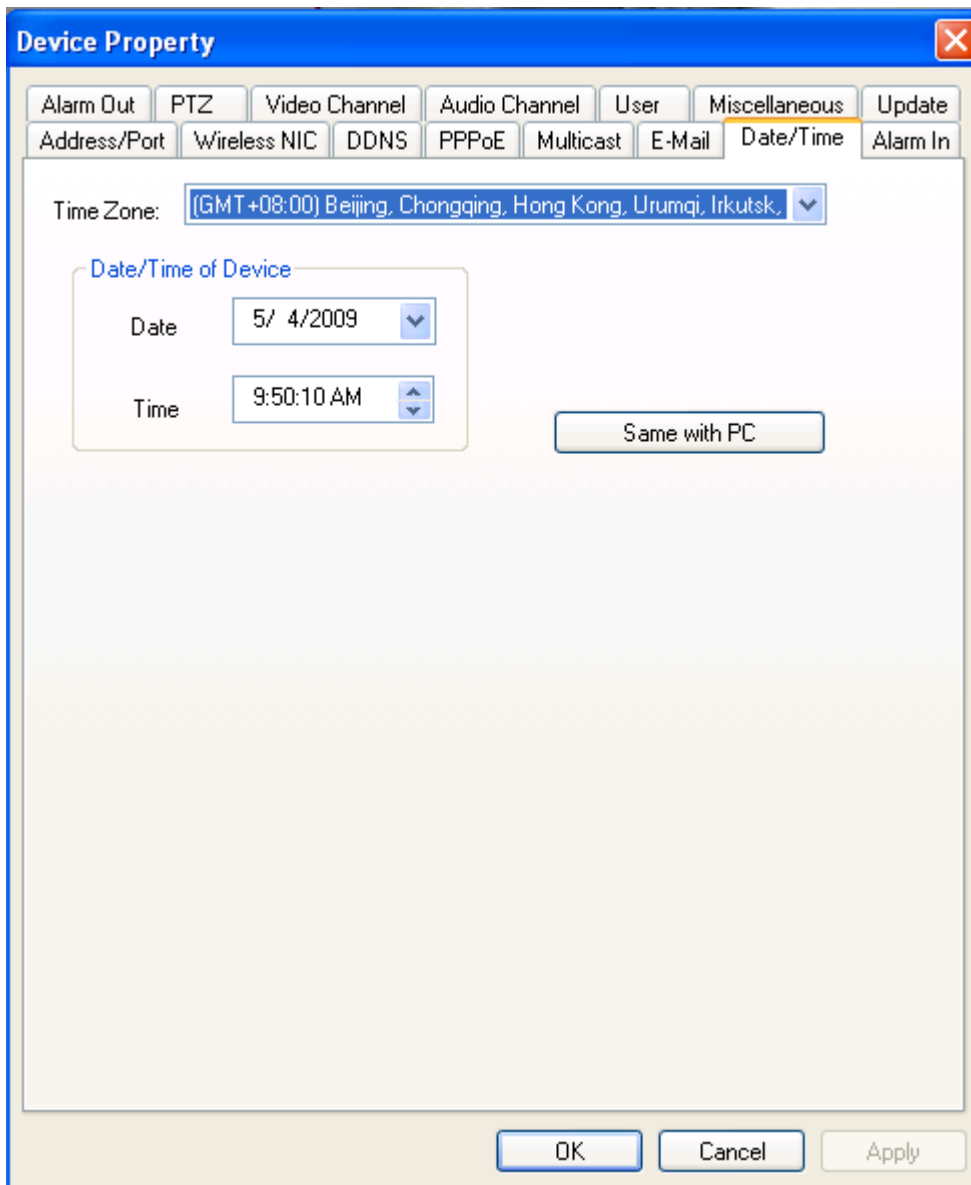 Device Property
Alarm Out PTZ Video Channel Audio Channel User Miscellaneous Update
Address/Port Wireless NIC DDNS PPPoE Multicast E-Mail Date/Time Alarm In
Time Zone: (GMT+08:00) Beijing, Chongqing, Hong Kong, Urumqi, Irkutsk,
Date/Time of Device
Date 5/ 4/2009
Time 9:50:10 AM
Same with PC
OK Cancel Apply